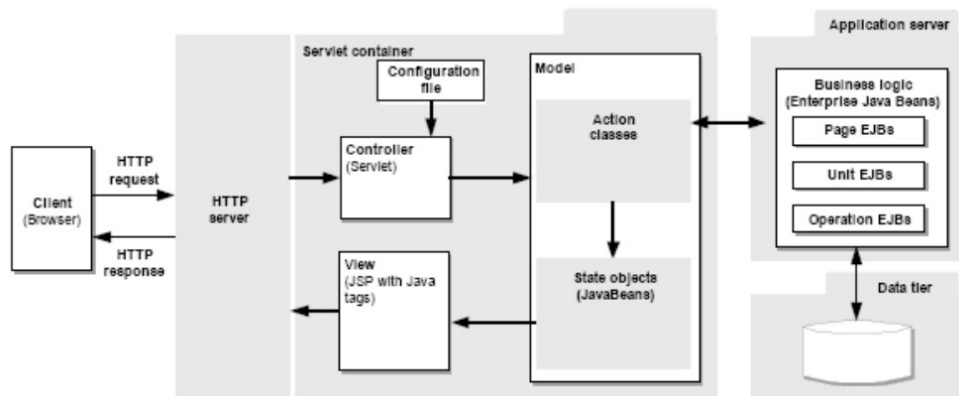 Servlet container
Configuration
file
Controller
(Servlet)
Model
Action
classes
State objects
(JavaBeans)
View
(JSP with Java
tags)
HTTP
server
HTTP
request
Client
(Browser)
HTTP
response
Application server
Business logic
(Enterprise Java Beans)
Page EJBs
Unit EJBs
Operation EJBs
Data tier